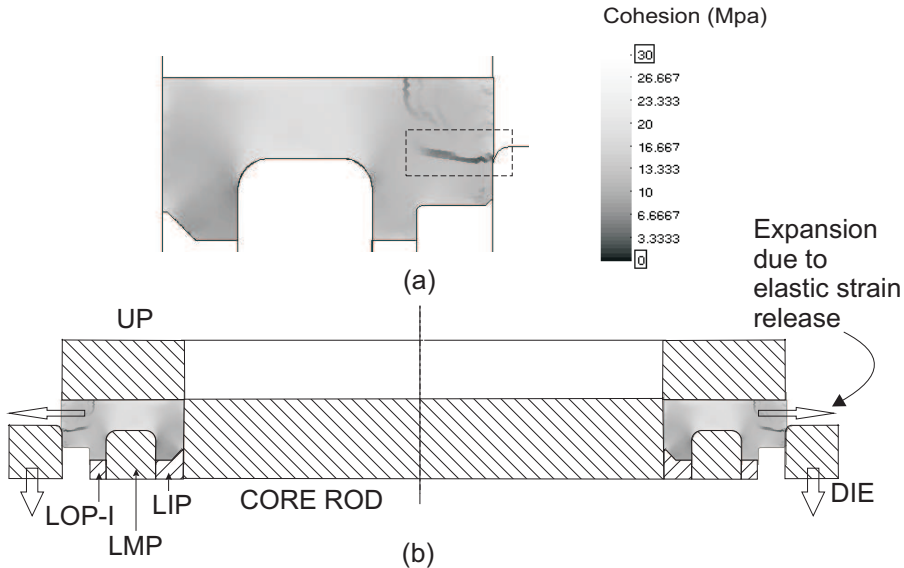 Cohesion (Mpa)
30
26.667
23.333
20
16.667
13.333
10
6.6667
3.3333
0
(a)
Expansion
due to
elastic strain
release
UP
LOP-I
LMP
LIP
CORE ROD
DIE
(b)